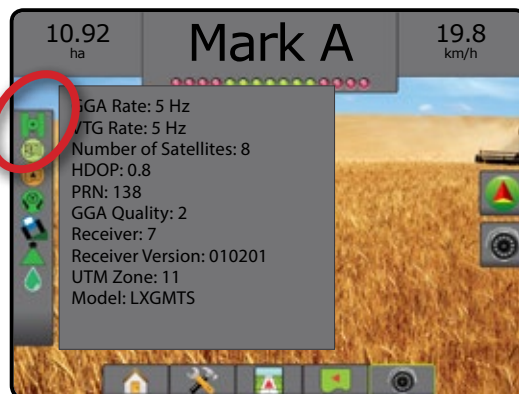 10.92
ha
Mark A
19.8
km/h
GGA Rate: 5 Hz
VTG Rate: 5 Hz
Number of Satellites: 8
HDOP: 0.8
PRN: 138
GGA Quality: 2
Receiver: 7
Receiver Version: 010201
UTM Zone: 11
Model: LXGMTS